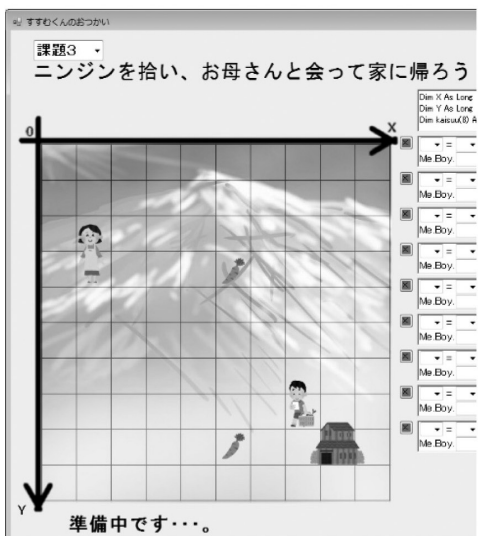 すすむくんのおつかい
課題3
ニンジンを拾い、お母さんと会って家に帰ろう
Dim X As Long
Dim Y As Long
Dim kaisuu(8) A
0
X
=
Me.Boy.
=
Me.Boy.
=
Me.Boy.
=
Me.Boy.
=
Me.Boy.
=
Me.Boy.
=
Me.Boy.
=
Me.Boy.
=
Me.Boy.
Y
準備中です・・・。